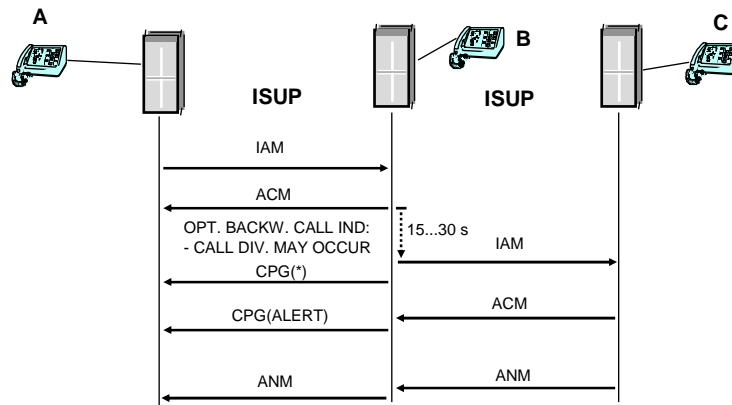 A
B
C
ISUP
ISUP
IAM
ACM
OPT. BACKW. CALL IND:
- CALL DIV. MAY OCCUR
15...30 s
IAM
CPG(*)
ACM
CPG(ALERT)
ANM
ANM